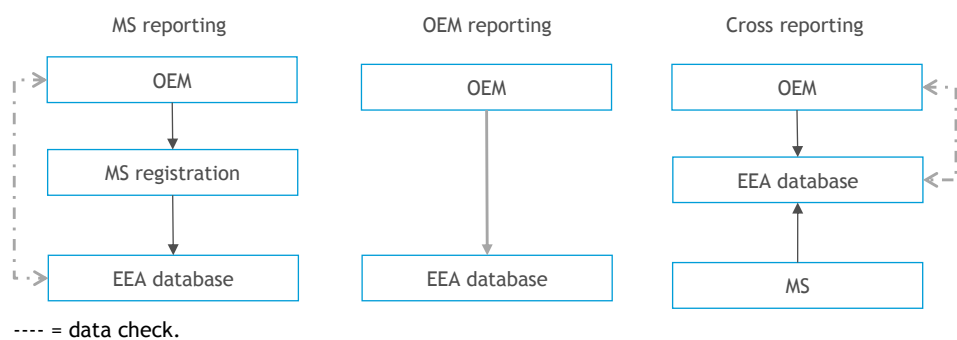 MS reporting
OEM reporting
Cross reporting
OEM
MS registration
EEA database
OEM
EEA database
OEM
EEA database
MS
---- = data check.